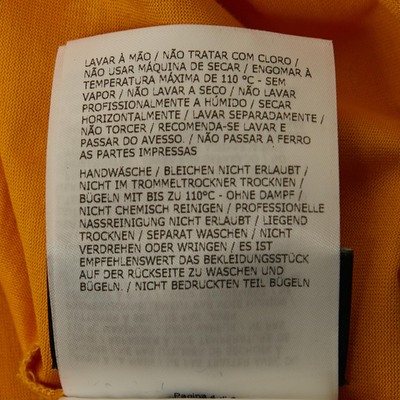 LAVAR À MÃO / NÃO TRATAR COM CLORO /
NÃO USAR MÁQUINA DE SECAR / ENGOMAR À
TEMPERATURA MÁXIMA DE 110 ºC - SEM
VAPOR / NÃO LAVAR A SECO / NÃO LAVAR
PROFISSIONALMENTE A HÚMIDO / SECAR
HORIZONTALMENTE / LAVAR SEPARADAMENTE /
NÃO TORCER / RECOMENDA-SE LAVAR E
PASSAR DO AVESSO. / NÃO PASSAR A FERRO
AS PARTES IMPRESSAS
HANDWÄSCHE / BLEICHEN NICHT ERLAUBT /
NICHT IM TROMMELTROCKNER TROCKNEN /
BÜGELN MIT BIS ZU 110ºC - OHNE DAMPF /
NICHT CHEMISCH REINIGEN / PROFESSIONELLE
NASSREINIGUNG NICHT ERLAUBT / LIEGEND
TROCKNEN / SEPARAT WASCHEN / NICHT
VERDREHEN ODER WRINGEN / ES IST
EMPFEHLENSWERT DAS BEKLEIDUNGSSTÜCK
AUF DER RÜCKSEITE ZU WASCHEN UND
BÜGELN. / NICHT BEDRUCKTEN TEIL BÜGELN